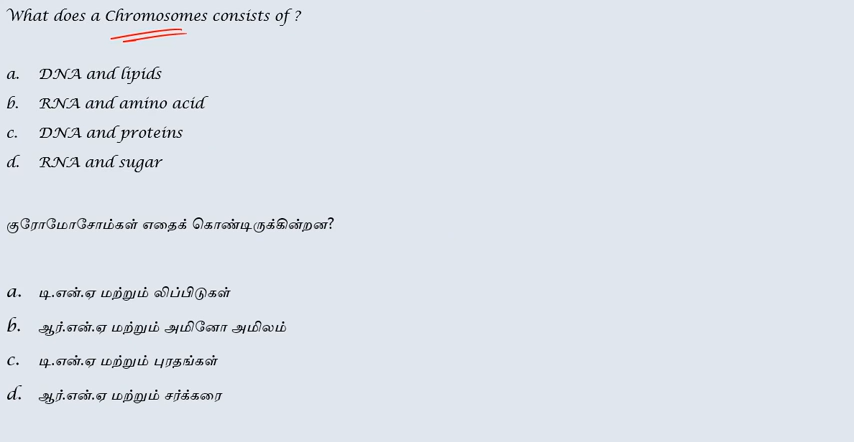 What does a Chromosomes consists of ?
a. DNA and lipids
b. RNA and amino acid
c. DNA and proteins
d. RNA and sugar
குரோமோசோம்கள் எதைக் கொண்டிருக்கின்றன?
a. டி.என்.ஏ மற்றும் லிப்பிடுகள்
b. ஆர்.என்.ஏ மற்றும் அமினோ அமிலம்
c. டி.என்.ஏ மற்றும் புரதங்கள்
d. ஆர்.என்.ஏ மற்றும் சர்க்கரை